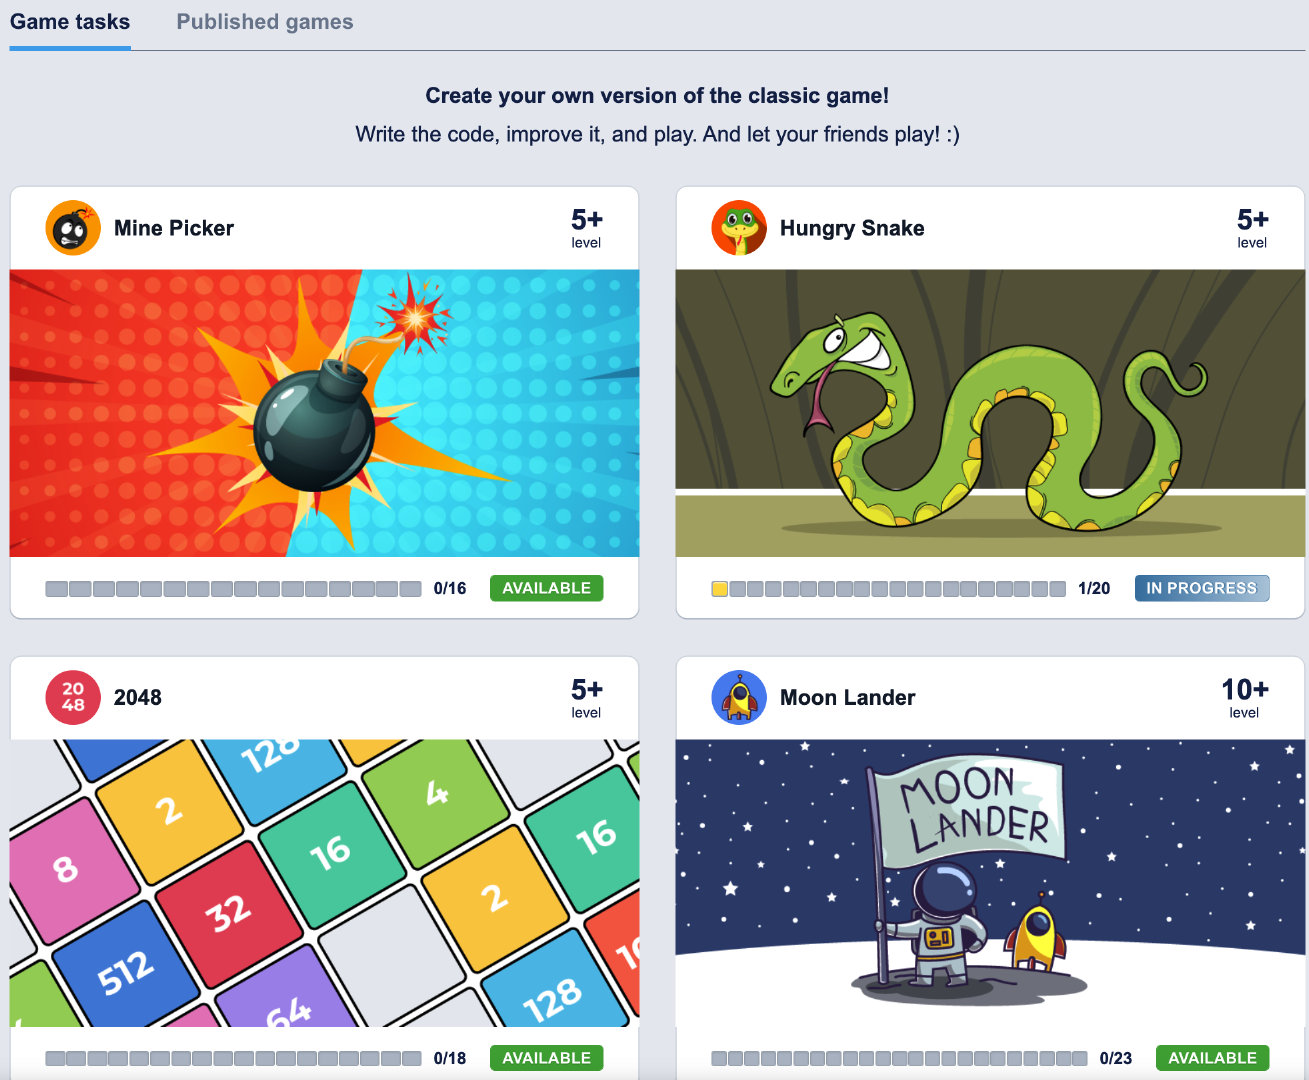 Game tasks
Published games
Create your own version of the classic game!
Write the code, improve it, and play. And let your friends play! :)
Mine Picker
5+
level
Hungry Snake
5+
level
0/16
AVAILABLE
1/20
IN PROGRESS
20
48
2048
5+
level
Moon Lander
10+
level
128
2
4
8
16
16
32
2
512
64
128
MOON
LANDER
0/18
AVAILABLE
0/23
AVAILABLE